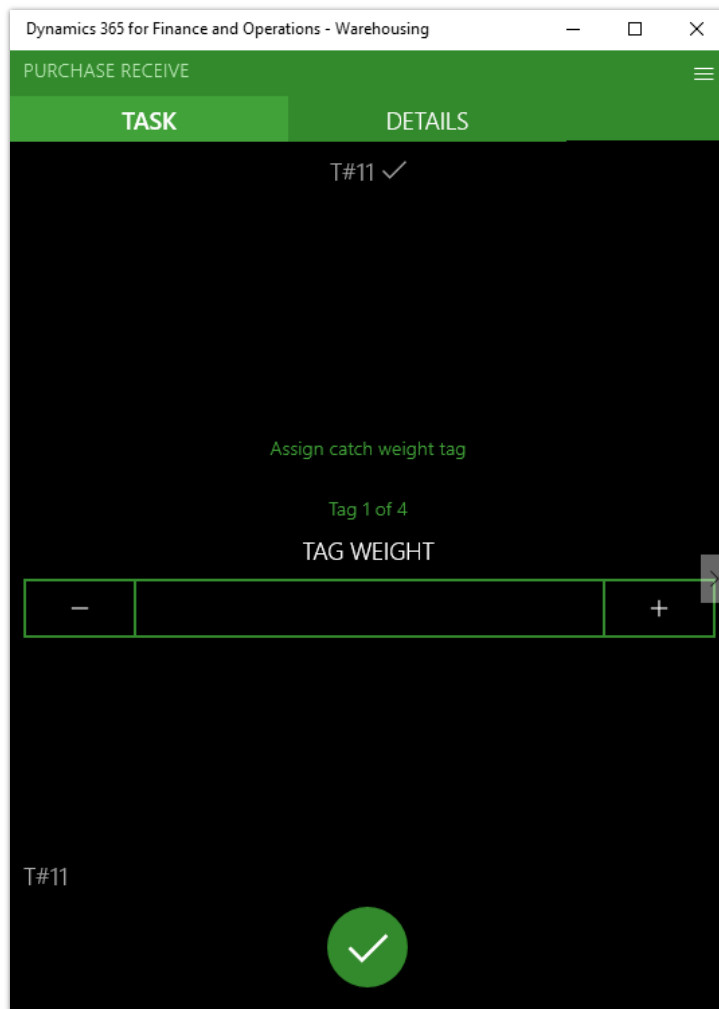 Dynamics 365 for Finance and Operations - Warehousing
PURCHASE RECEIVE
TASK DETAILS
T#11
Assign catch weight tag
Tag 1 of 4
TAG WEIGHT
T#11